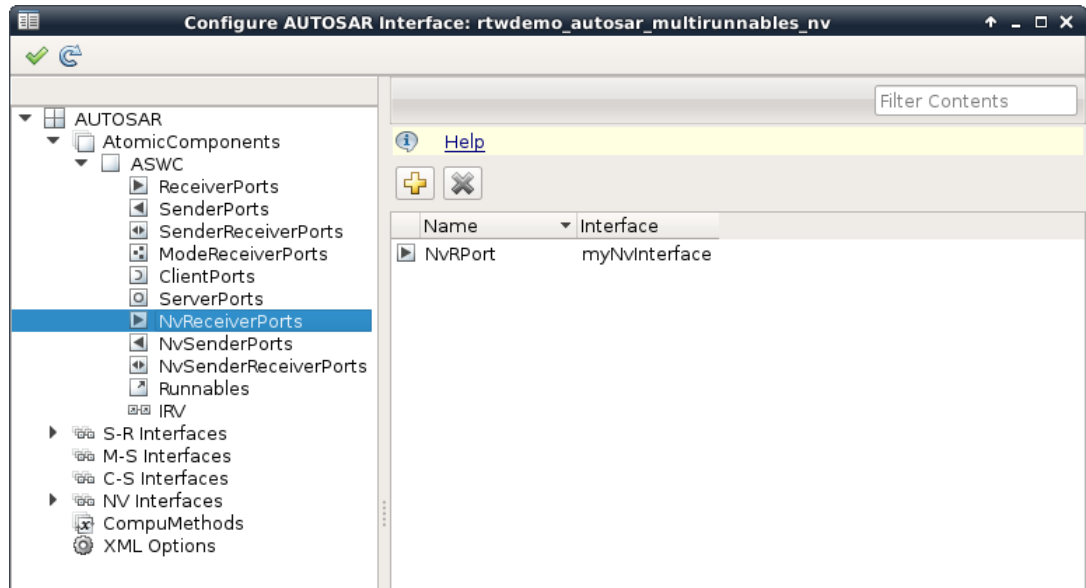 Configure AUTOSAR Interface: rtwdemo_autosar_multirunnables_nv
Filter Contents
AUTOSAR
AtomicComponents
ASWC
ReceiverPorts
SenderPorts
SenderReceiverPorts
ModeReceiverPorts
ClientPorts
ServerPorts
NvReceiverPorts
NvSenderPorts
NvSenderReceiverPorts
Runnables
IRV
S-R Interfaces
M-S Interfaces
C-S Interfaces
NV Interfaces
CompuMethods
XML Options
Help
Name Interface
NvRPort myNvInterface